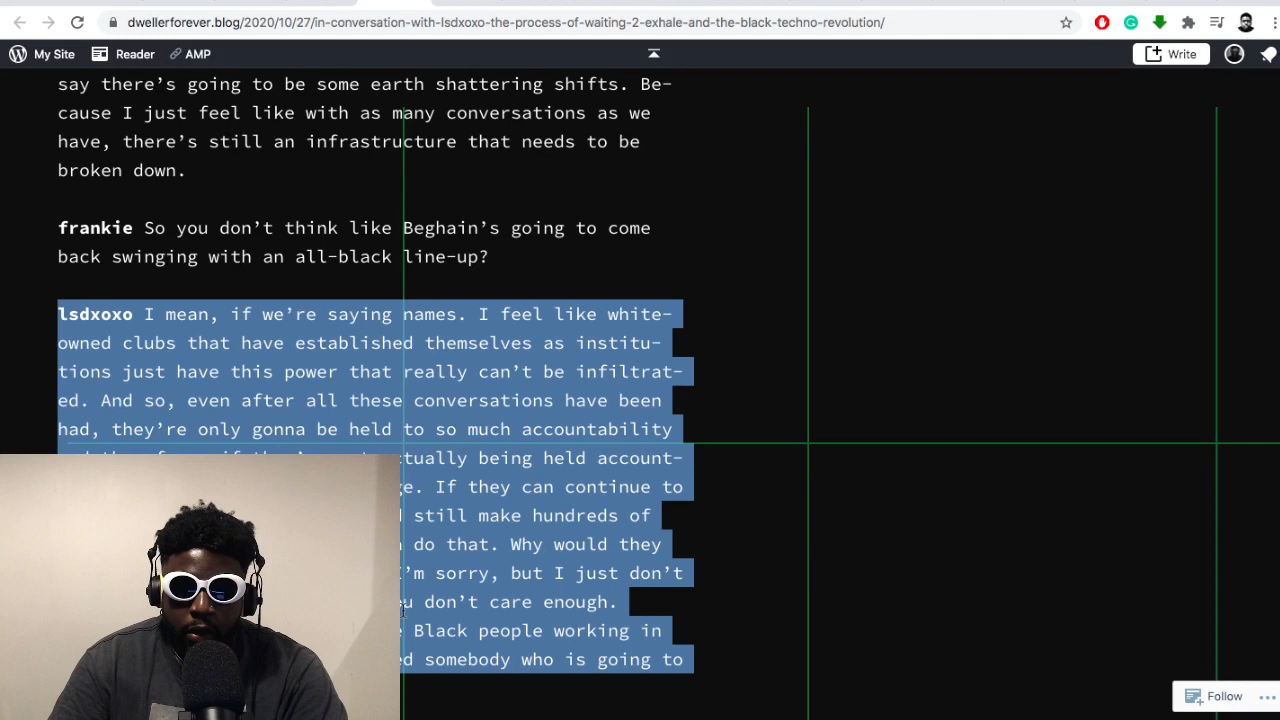 dwellerforever.blog/2020/10/27/in-conversation-with-lsdxoxo-the-process-of-waiting-2-exhale-and-the-black-techno-revolution/
My Site Reader AMP Write
say there’s going to be some earth shattering shifts. Be-
cause I just feel like with as many conversations as we
have, there’s still an infrastructure that needs to be
broken down.
frankie So you don’t think like Beghain’s going to come
back swinging with an all-black line-up?
lsdxoxo I mean, if we’re saying names. I feel like white-
owned clubs that have established themselves as institu-
tions just have this power that really can’t be infiltrat-
ed. And so, even after all these conversations have been
had, they’re only gonna be held to so much accountability
being held account-
If they can continue to
still make hundreds of
do that. Why would they
I’m sorry, but I just don’t
don’t care enough.
Black people working in
somebody who is going to
Follow